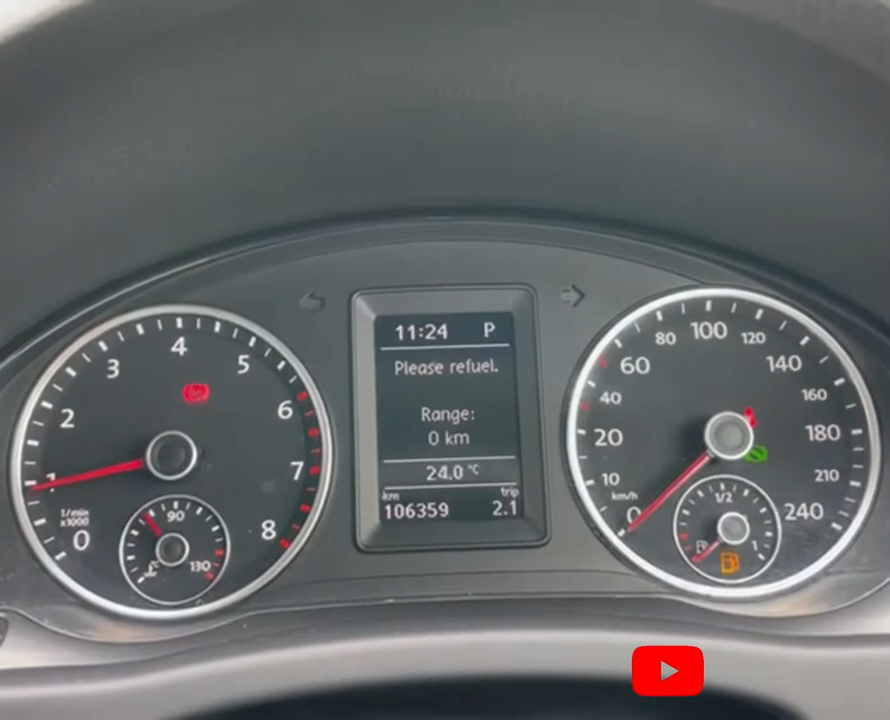 11:24 P
Please refuel.
Range:
0 km
24.0 °C
km trip
106359 2.1
0
1
2
3
4
5
6
7
8
1/min
x1000
90
130
°C
0
10
20
40
60
80
100
120
140
160
180
210
240
km/h
1/2
1